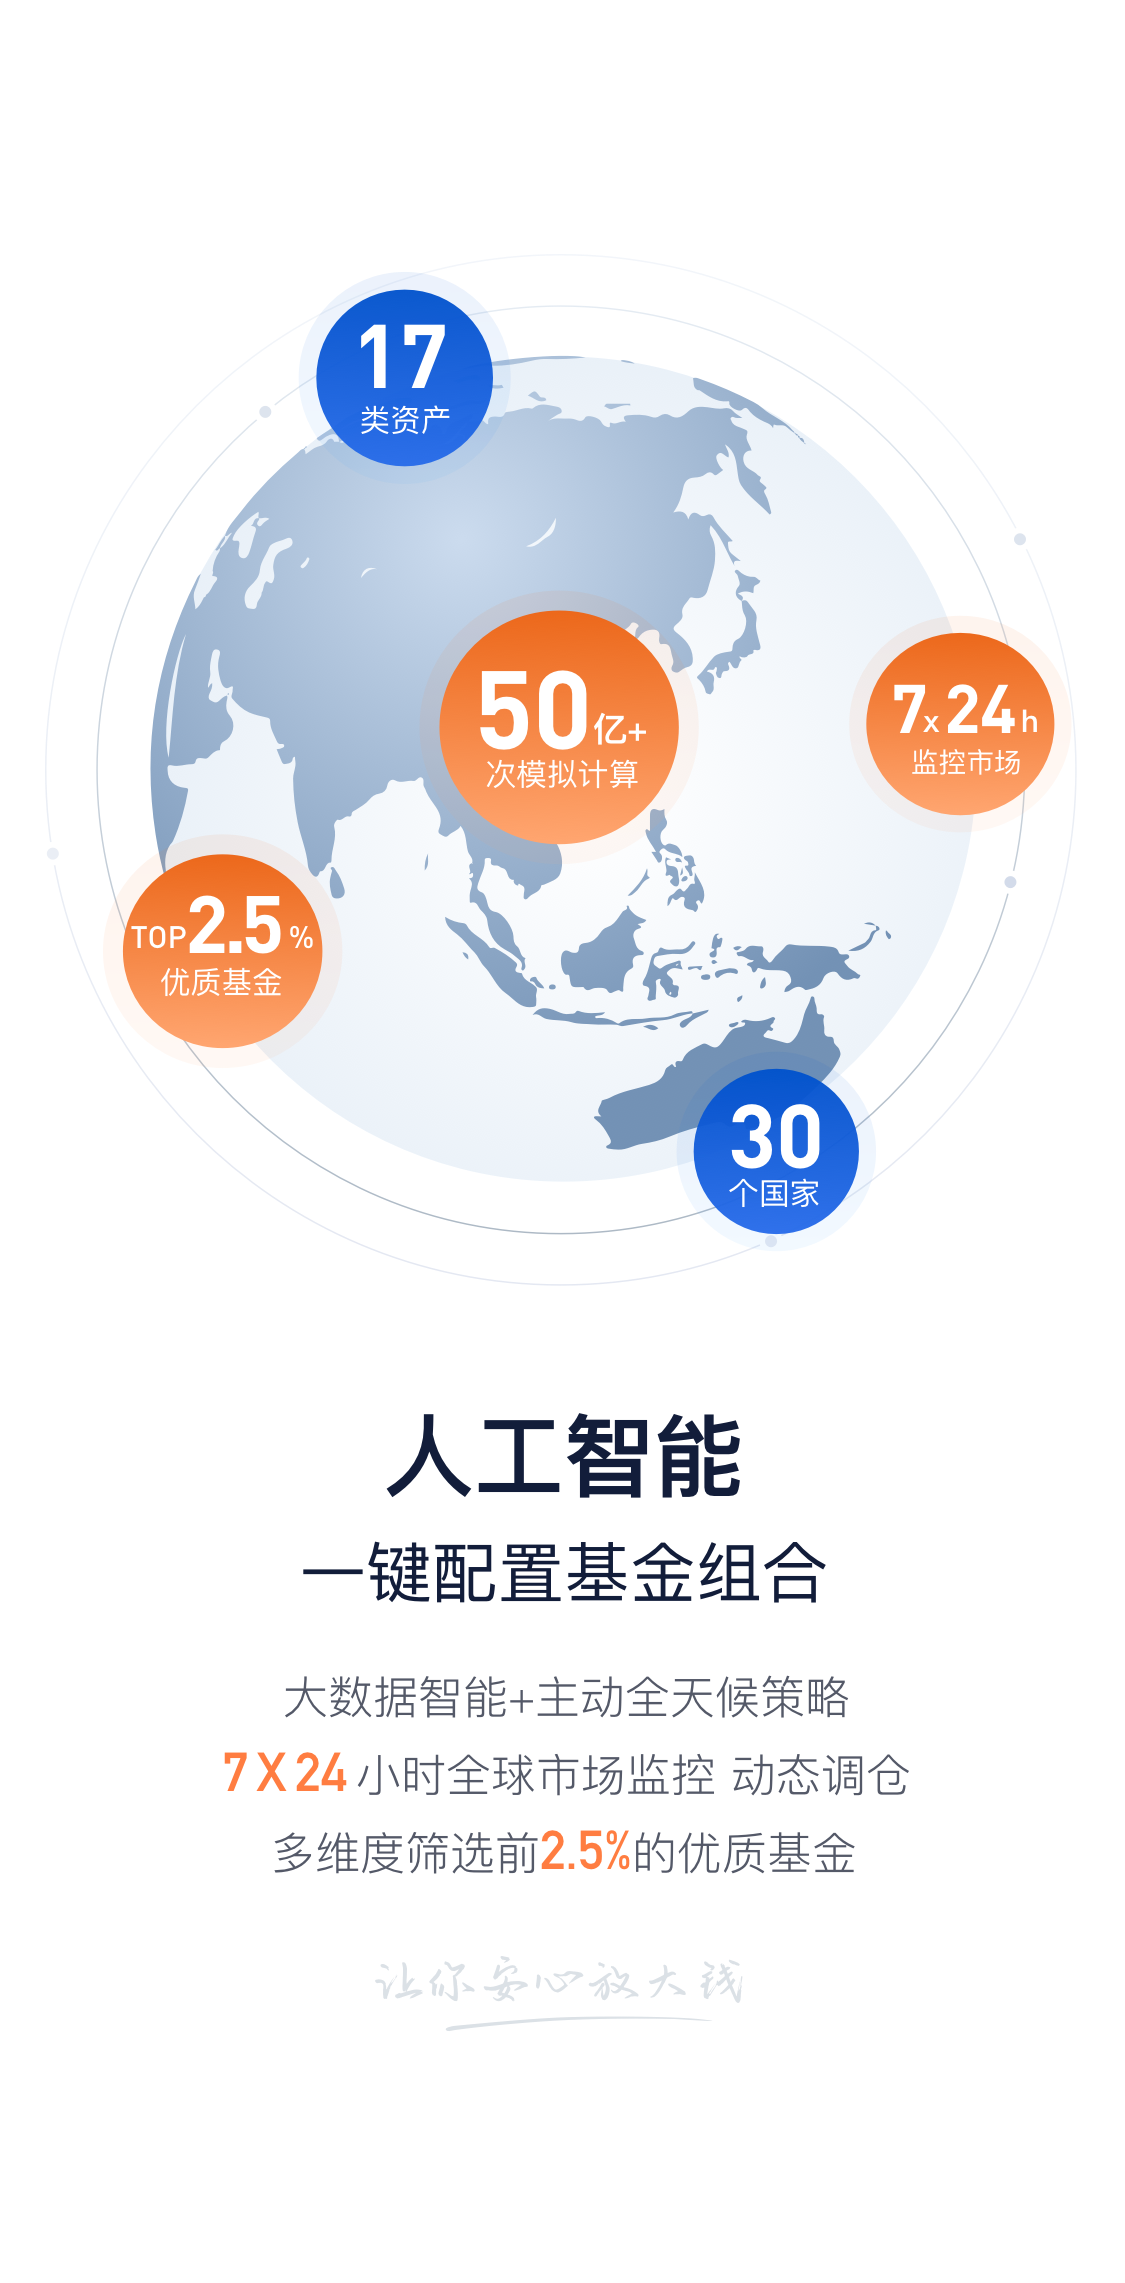 17
类资产
50亿+
次模拟计算
7x24h
监控市场
TOP2.5%
优质基金
30
个国家
人工智能
一键配置基金组合
大数据智能+主动全天候策略
7 X 24 小时全球市场监控 动态调仓
多维度筛选前2.5%的优质基金
让你安心放大钱